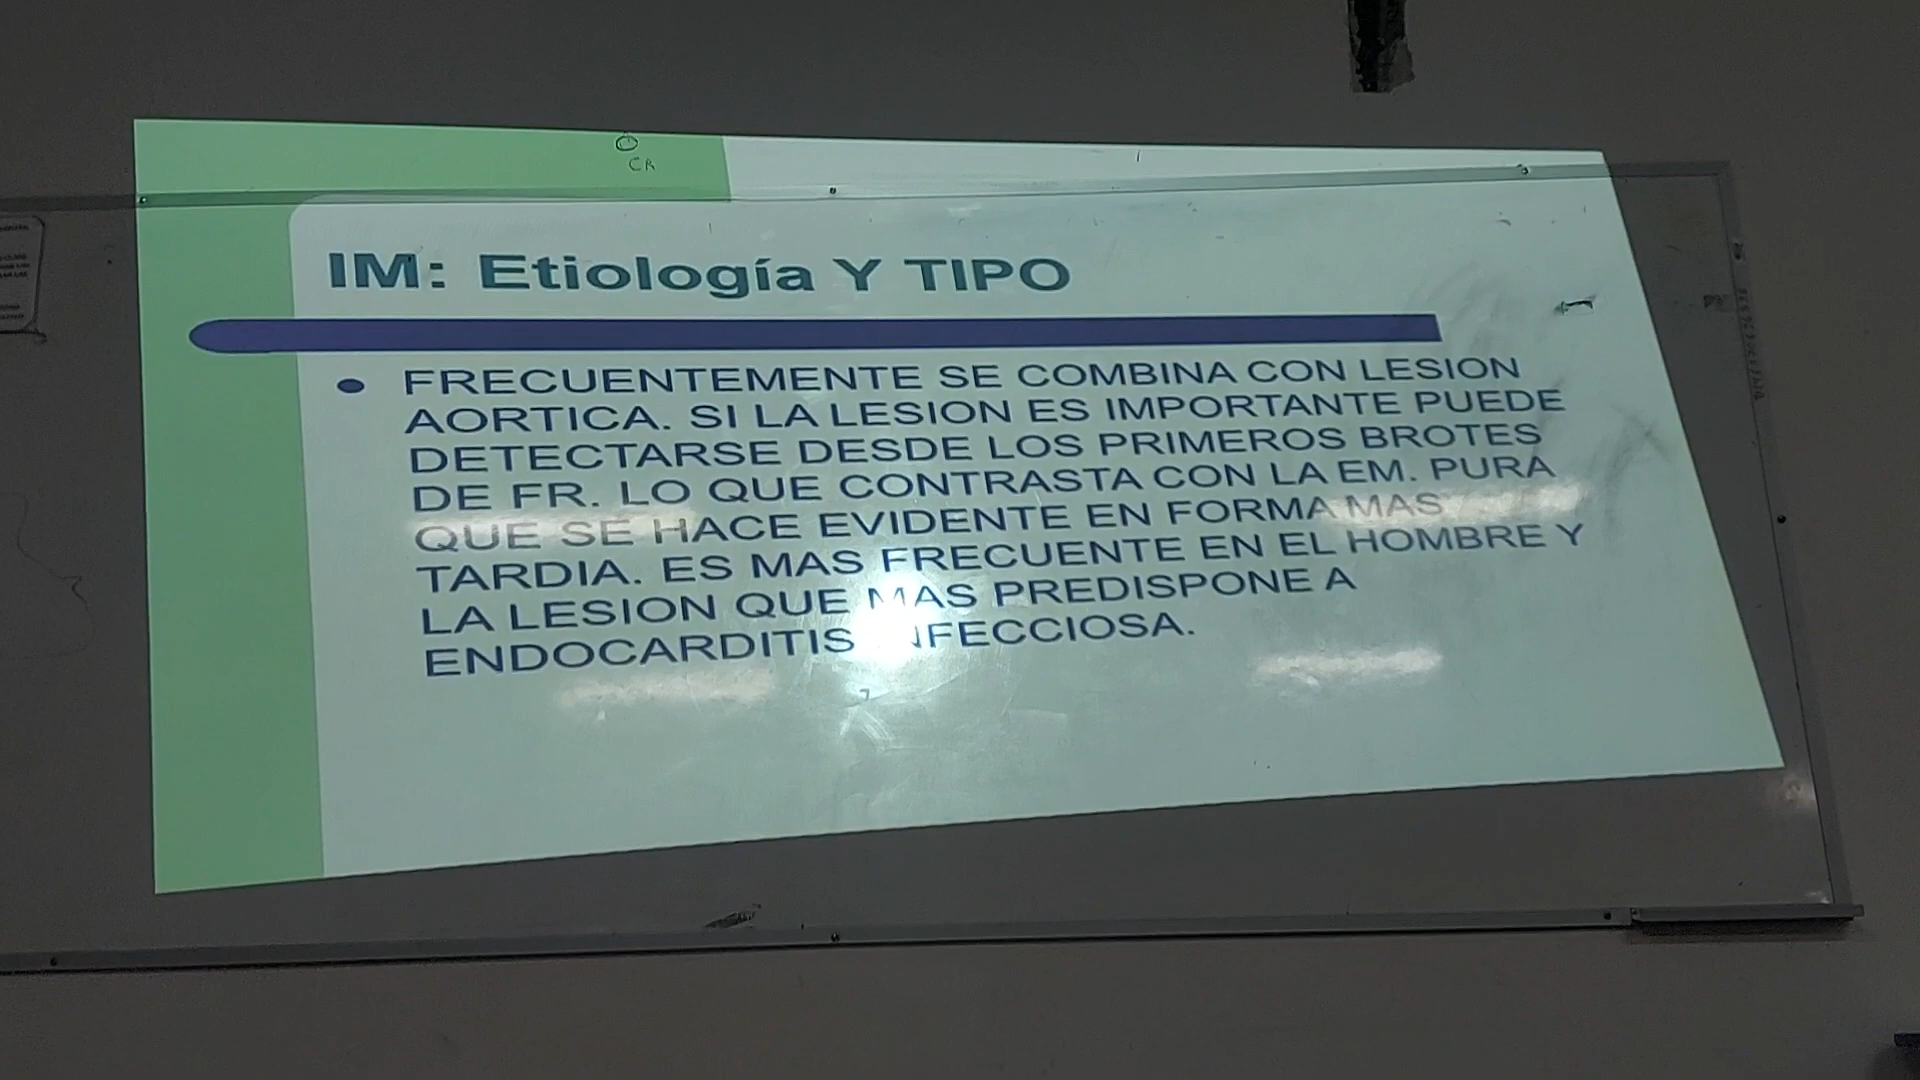 CR
IM: Etiología Y TIPO
● FRECUENTEMENTE SE COMBINA CON LESION
AORTICA. SI LA LESION ES IMPORTANTE PUEDE
DETECTARSE DESDE LOS PRIMEROS BROTES
DE FR. LO QUE CONTRASTA CON LA EM. PURA
QUE SE HACE EVIDENTE EN FORMA MAS
TARDIA. ES MAS FRECUENTE EN EL HOMBRE Y
LA LESION QUE MAS PREDISPONE A
ENDOCARDITIS INFECCIOSA.